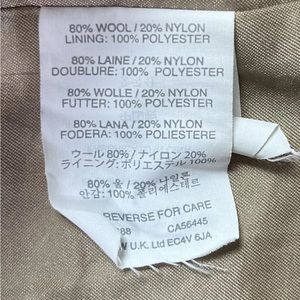 80% WOOL / 20% NYLON
LINING: 100% POLYESTER
80% LAINE / 20% NYLON
DOUBLURE: 100% POLYESTER
80% WOLLE / 20% NYLON
FUTTER: 100% POLYESTER
80% LANA / 20% NYLON
FODERA: 100% POLIESTERE
ウール 80% / ナイロン 20%
ライニング: ポリエステル 100%
80% 울 / 20% 나일론
안감: 100% 폴리에스테르
REVERSE FOR CARE
CA56445
U.K. Ltd EC4V 6JA